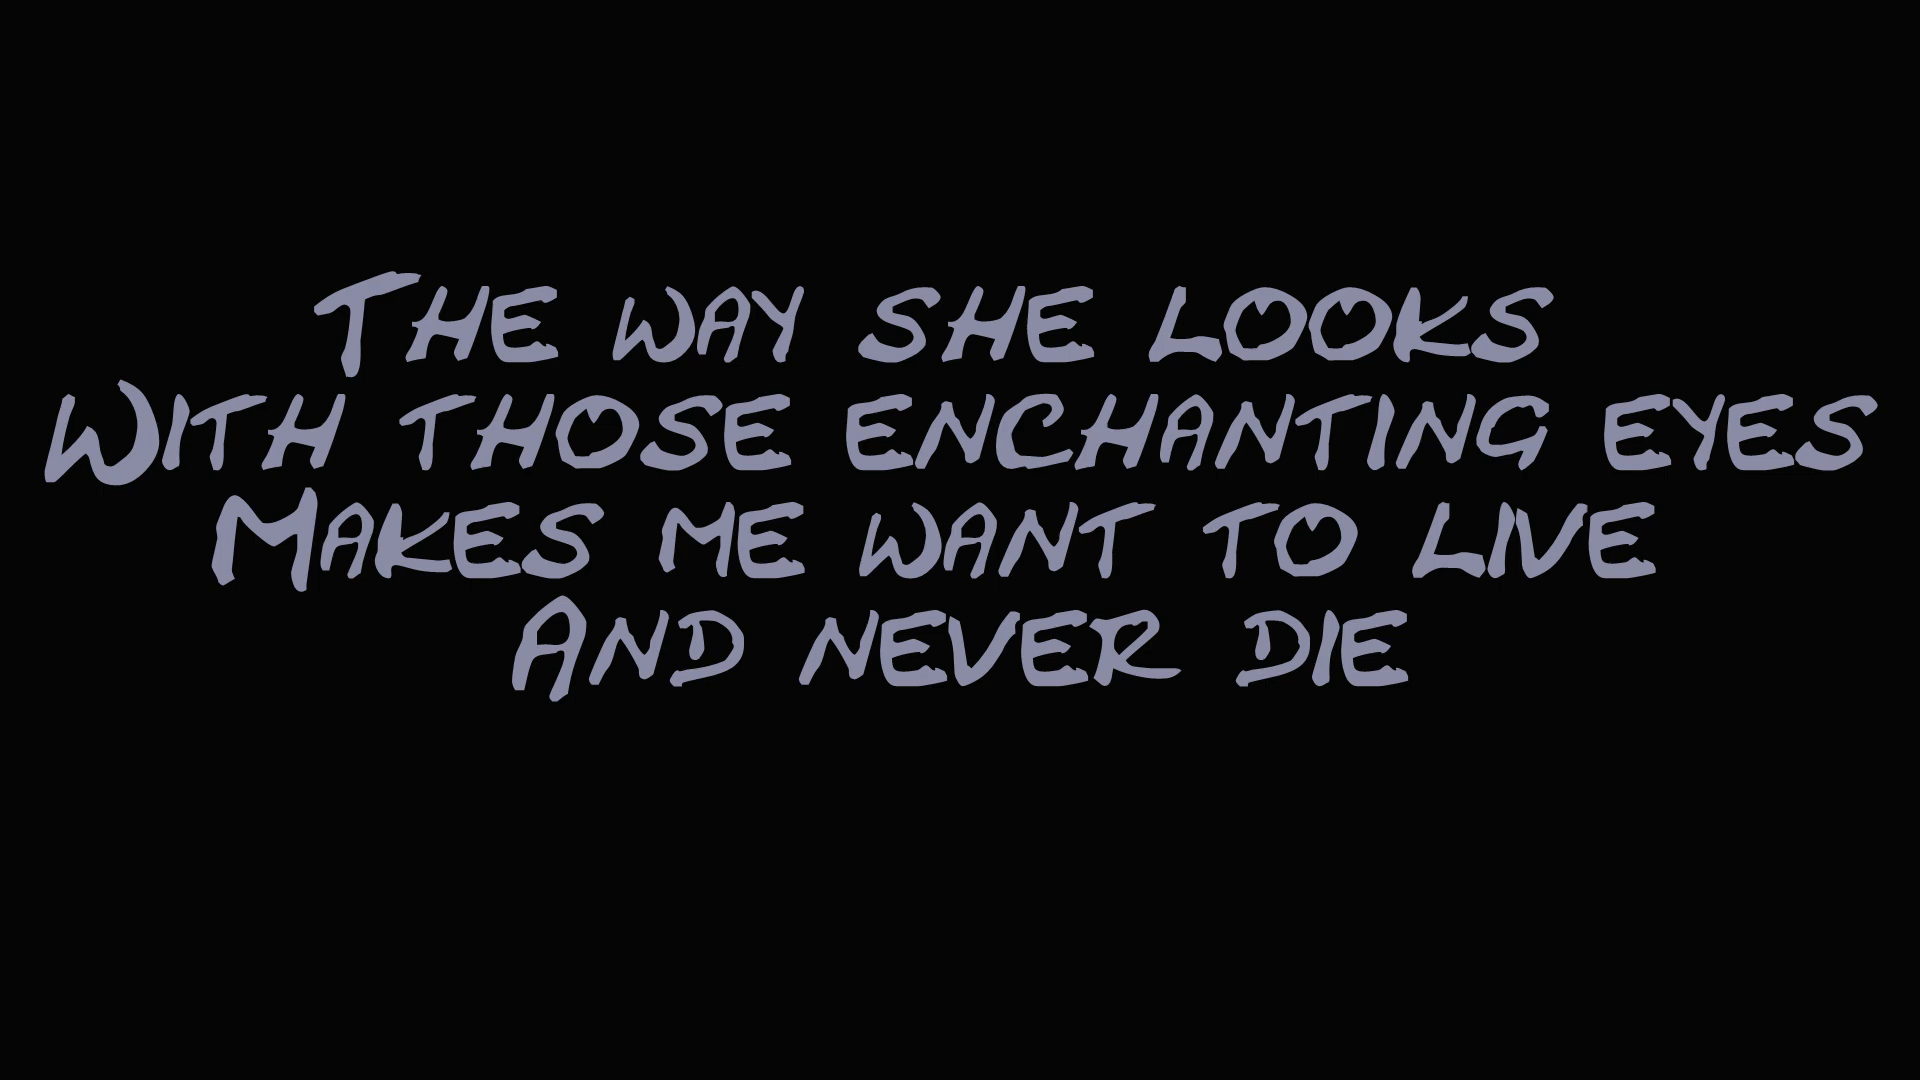 The way she looks
With those enchanting eyes
Makes me want to live
And never die